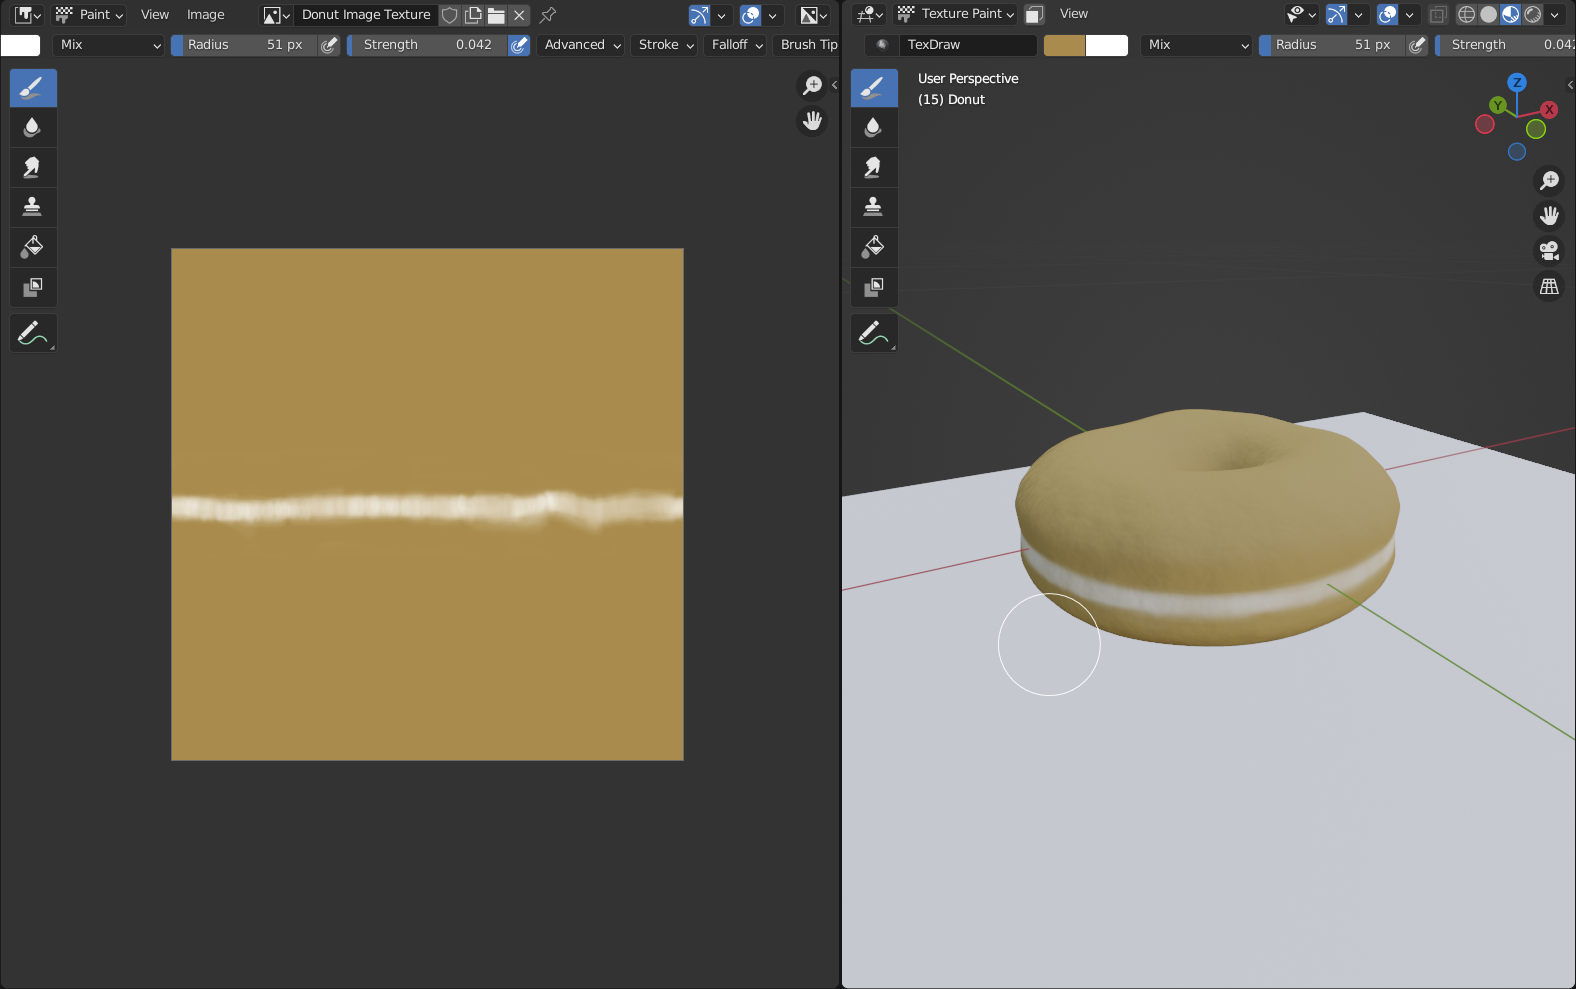 Paint View Image Donut Image Texture
Mix Radius 51 px Strength 0.042 Advanced Stroke Falloff Brush Tip
Texture Paint View
TexDraw Mix Radius 51 px Strength 0.042
User Perspective
(15) Donut
Z
Y X